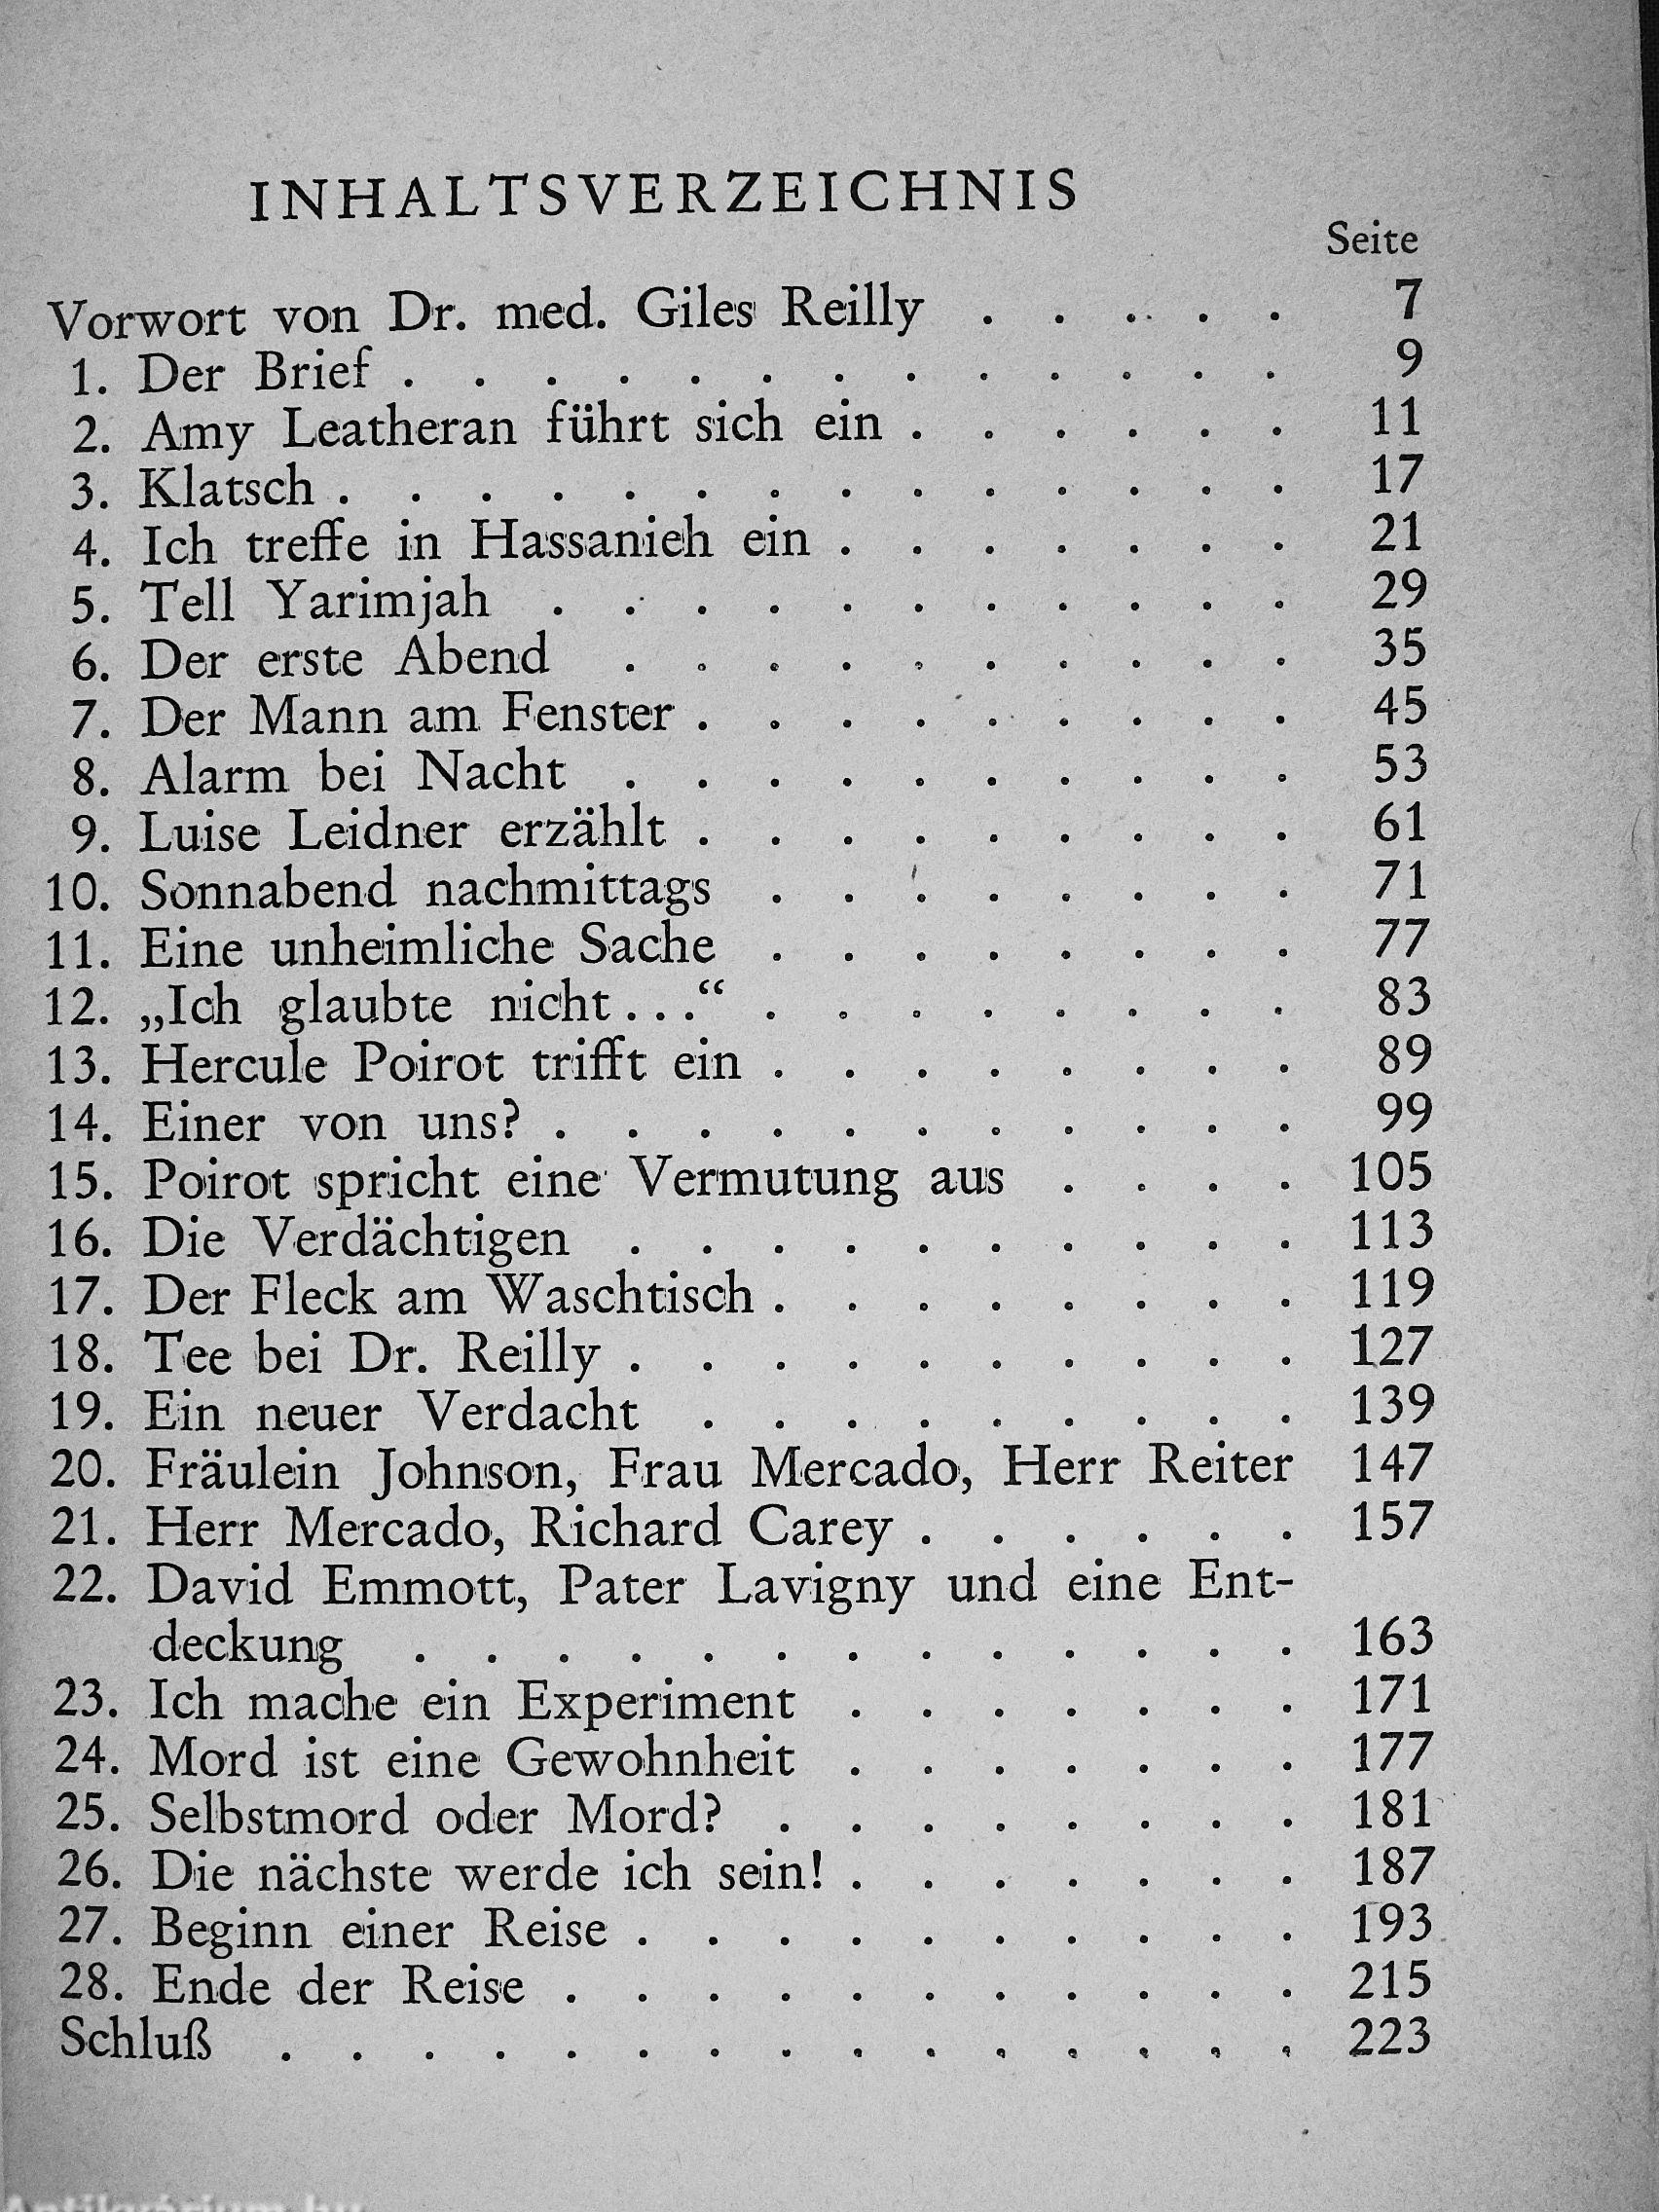 INHALTSVERZEICHNIS
Seite
Vorwort von Dr. med. Giles Reilly . . . . . 7
1. Der Brief . . . . . . . . . . . . . 9
2. Amy Leatheran führt sich ein . . . . . . 11
3. Klatsch . . . . . . . . . . . . . . 17
4. Ich treffe in Hassanieh ein . . . . . . . 21
5. Tell Yarimjah . . . . . . . . . . . 29
6. Der erste Abend . . . . . . . . . . 35
7. Der Mann am Fenster . . . . . . . . . 45
8. Alarm bei Nacht . . . . . . . . . . 53
9. Luise Leidner erzählt . . . . . . . . . 61
10. Sonnabend nachmittags . . . . . . . . 71
11. Eine unheimliche Sache . . . . . . . . 77
12. „Ich glaubte nicht . . .“ . . . . . . . . 83
13. Hercule Poirot trifft ein . . . . . . . . 89
14. Einer von uns? . . . . . . . . . . . 99
15. Poirot spricht eine Vermutung aus . . . . 105
16. Die Verdächtigen . . . . . . . . . . 113
17. Der Fleck am Waschtisch . . . . . . . . 119
18. Tee bei Dr. Reilly . . . . . . . . . . 127
19. Ein neuer Verdacht . . . . . . . . . 139
20. Fräulein Johnson, Frau Mercado, Herr Reiter 147
21. Herr Mercado, Richard Carey . . . . . . 157
22. David Emmott, Pater Lavigny und eine Ent-
deckung . . . . . . . . . . . . . 163
23. Ich mache ein Experiment . . . . . . . 171
24. Mord ist eine Gewohnheit . . . . . . . 177
25. Selbstmord oder Mord? . . . . . . . . 181
26. Die nächste werde ich sein! . . . . . . . 187
27. Beginn einer Reise . . . . . . . . . . 193
28. Ende der Reise . . . . . . . . . . . 215
Schluß . . . . . . . . . . . . . . . 223